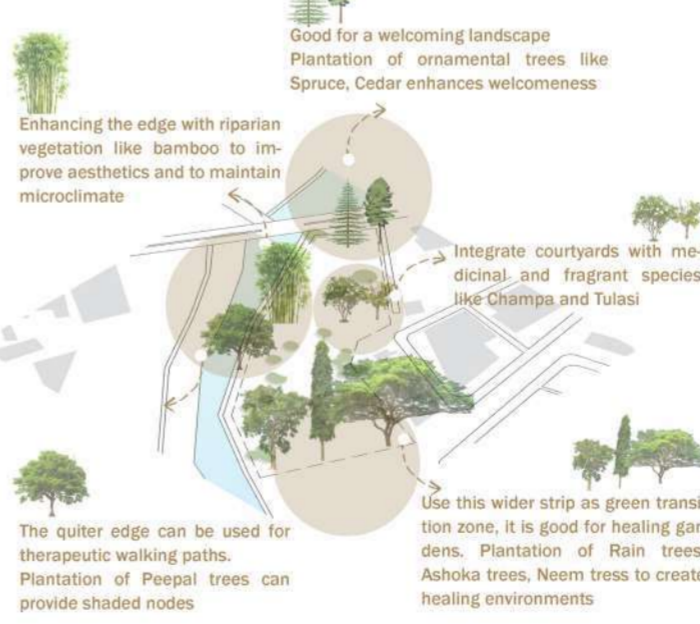 Good for a welcoming landscape
Plantation of ornamental trees like
Spruce, Cedar enhances welcomeness
Enhancing the edge with riparian
vegetation like bamboo to im-
prove aesthetics and to maintain
microclimate
Integrate courtyards with me-
dicinal and fragrant species
like Champa and Tulasi
The quiter edge can be used for
therapeutic walking paths.
Plantation of Peepal trees can
provide shaded nodes
Use this wider strip as green transi
tion zone, it is good for healing gar
dens. Plantation of Rain trees
Ashoka trees, Neem tress to create
healing environments